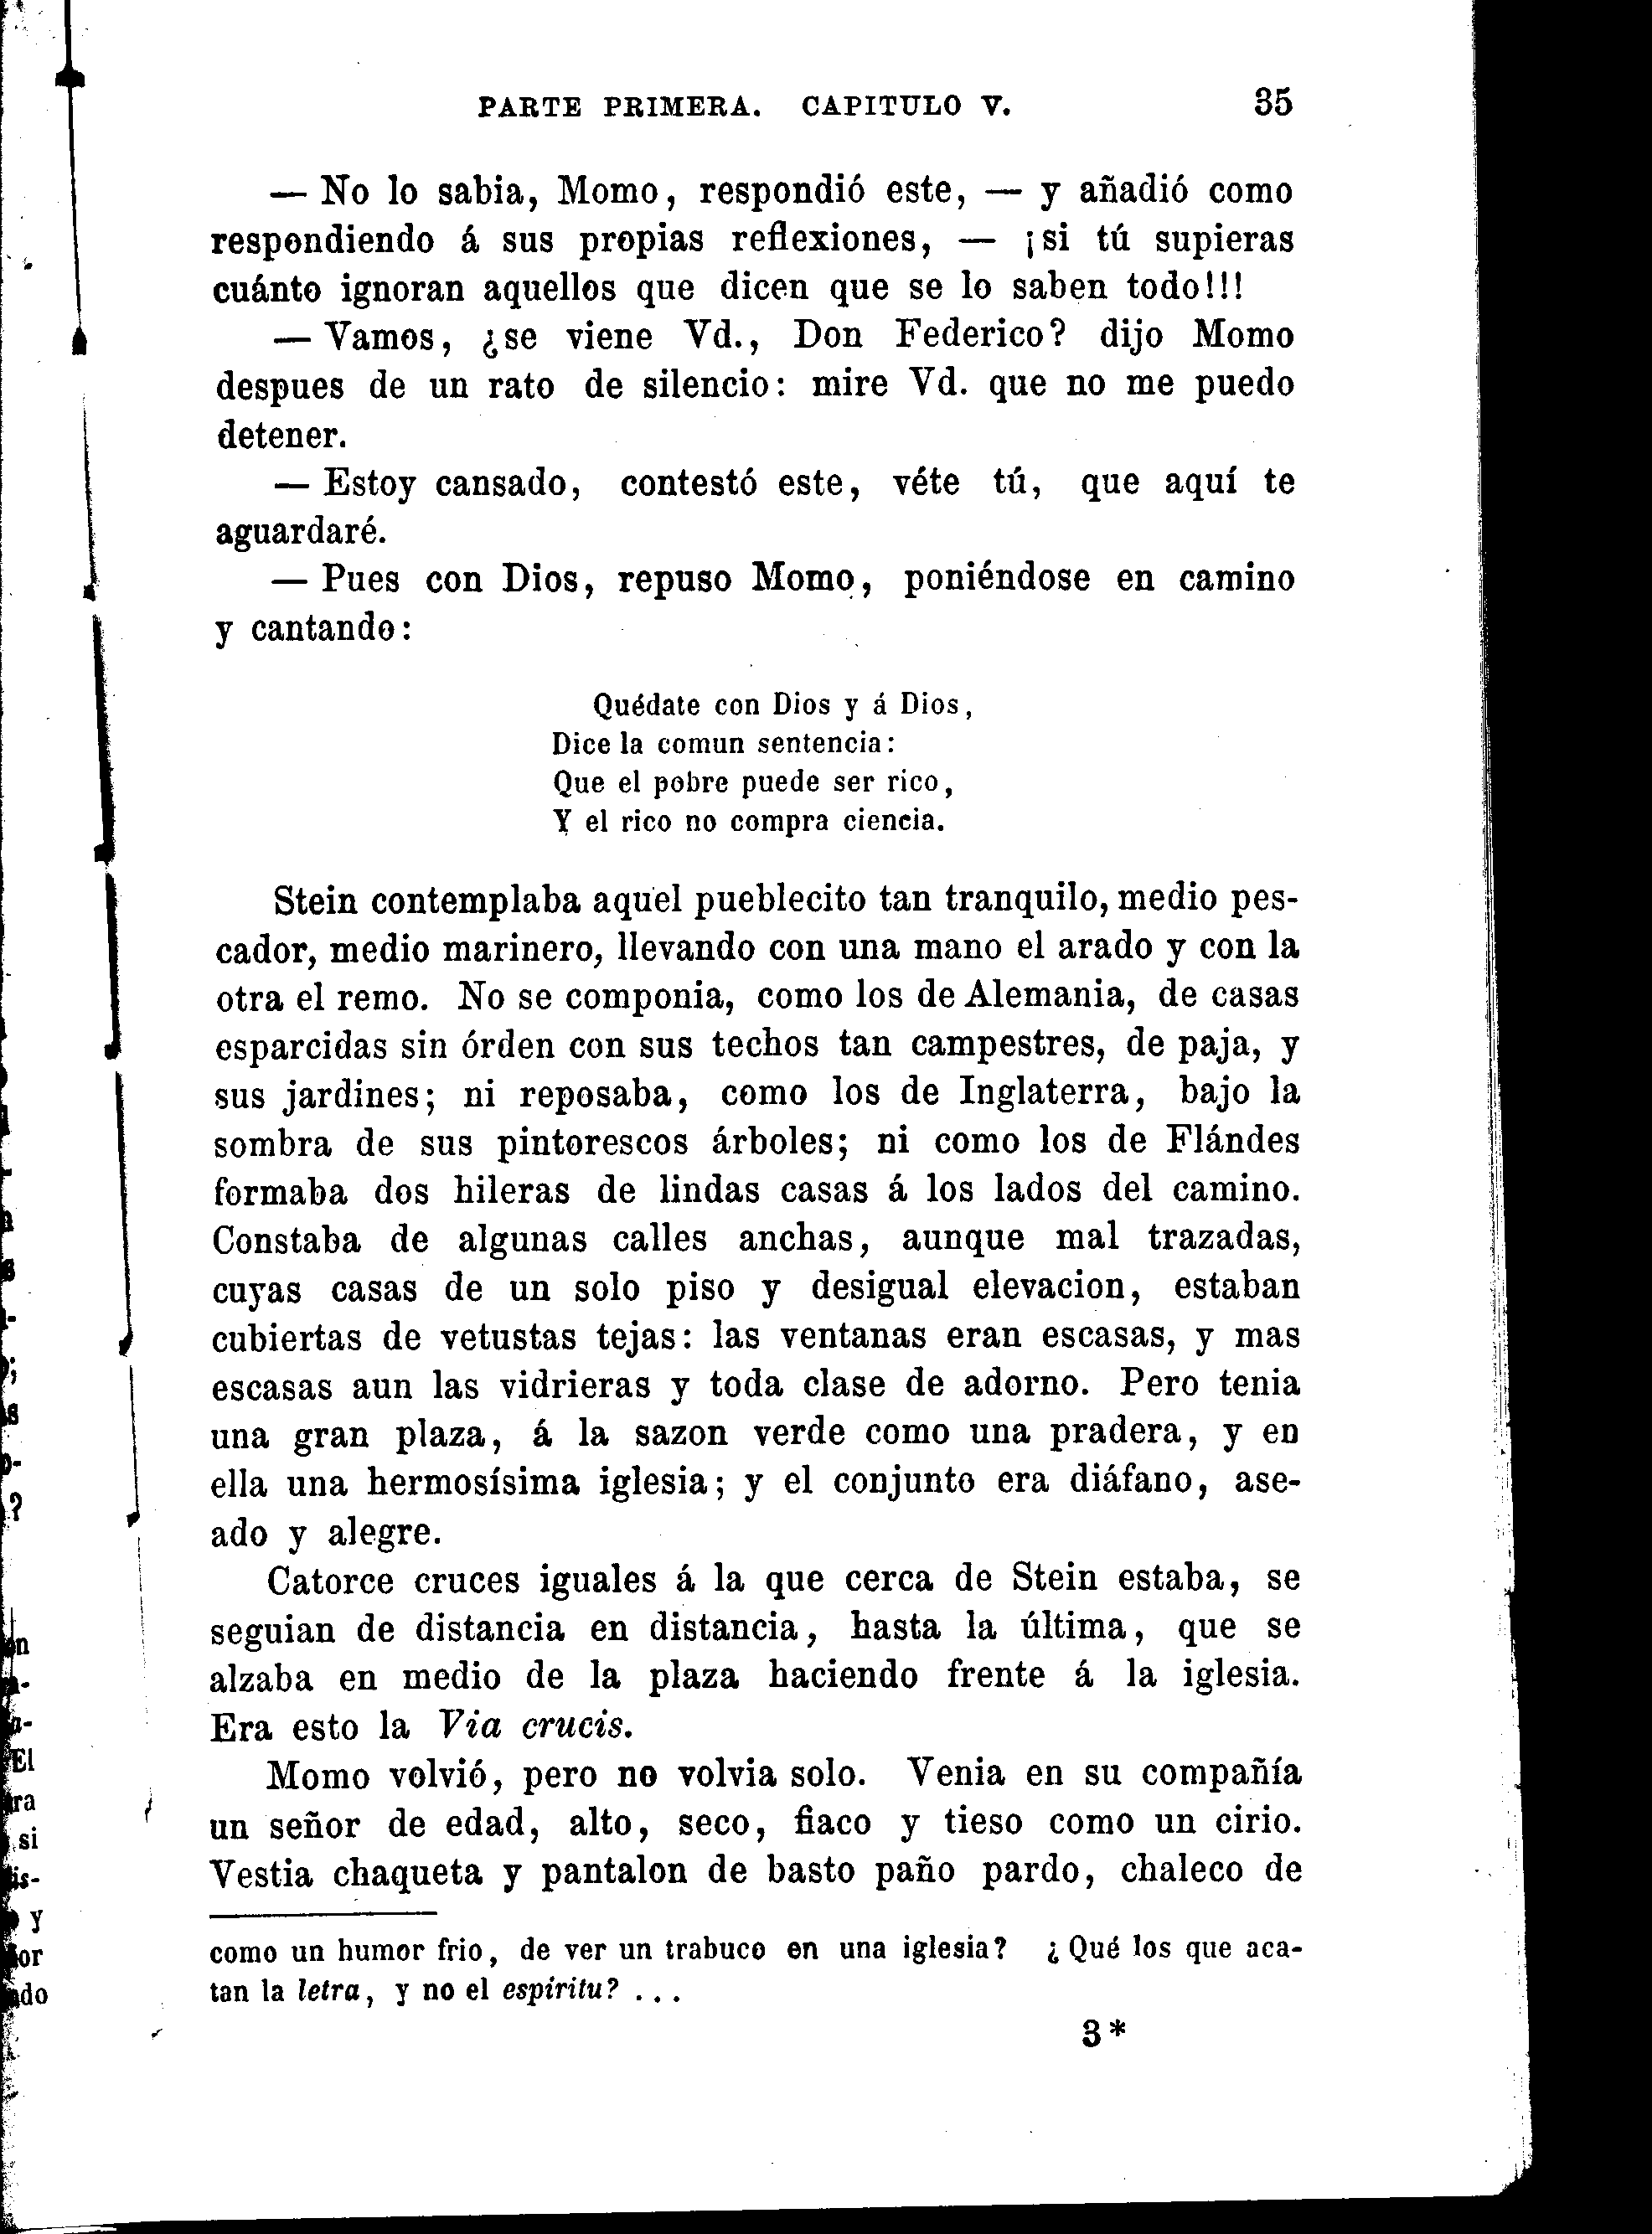 PARTE PRIMERA. CAPITULO V. 35
— No lo sabia, Momo, respondió este, — y añadió como
respondiendo á sus propias reflexiones, — ¡si tú supieras
cuánto ignoran aquellos que dicen que se lo saben todo!!!
— Vamos, ¿se viene Vd., Don Federico? dijo Momo
despues de un rato de silencio: mire Vd. que no me puedo
detener.
— Estoy cansado, contestó este, véte tú, que aquí te
aguardaré.
— Pues con Dios, repuso Momo, poniéndose en camino
y cantando:
Quédate con Dios y á Dios,
Dice la comun sentencia:
Que el pobre puede ser rico,
Y el rico no compra ciencia.
Stein contemplaba aquel pueblecito tan tranquilo, medio pes-
cador, medio marinero, llevando con una mano el arado y con la
otra el remo. No se componia, como los de Alemania, de casas
esparcidas sin órden con sus techos tan campestres, de paja, y
sus jardines; ni reposaba, como los de Inglaterra, bajo la
sombra de sus pintorescos árboles; ni como los de Flándes
formaba dos hileras de lindas casas á los lados del camino.
Constaba de algunas calles anchas, aunque mal trazadas,
cuyas casas de un solo piso y desigual elevacion, estaban
cubiertas de vetustas tejas: las ventanas eran escasas, y mas
escasas aun las vidrieras y toda clase de adorno. Pero tenia
una gran plaza, á la sazon verde como una pradera, y en
ella una hermosísima iglesia; y el conjunto era diáfano, ase-
ado y alegre.
Catorce cruces iguales á la que cerca de Stein estaba, se
seguian de distancia en distancia, hasta la última, que se
alzaba en medio de la plaza haciendo frente á la iglesia.
Era esto la Via crucis.
Momo volvió, pero no volvia solo. Venia en su compañía
un señor de edad, alto, seco, flaco y tieso como un cirio.
Vestia chaqueta y pantalon de basto paño pardo, chaleco de
como un humor frio, de ver un trabuco en una iglesia? ¿Qué los que aca-
tan la letra, y no el espíritu? ...
3*